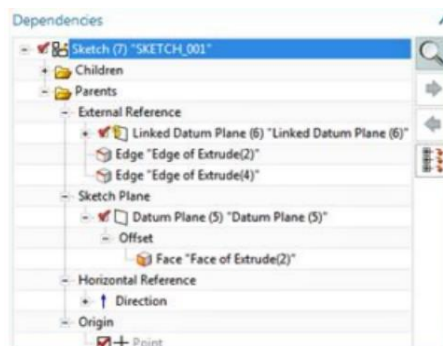 Dependencies
Sketch (7) "SKETCH_001"
Children
Parents
External Reference
Linked Datum Plane (6) "Linked Datum Plane (6)"
Edge "Edge of Extrude(2)"
Edge "Edge of Extrude(4)"
Sketch Plane
Datum Plane (5) "Datum Plane (5)"
Offset
Face "Face of Extrude(2)"
Horizontal Reference
Direction
Origin
Point